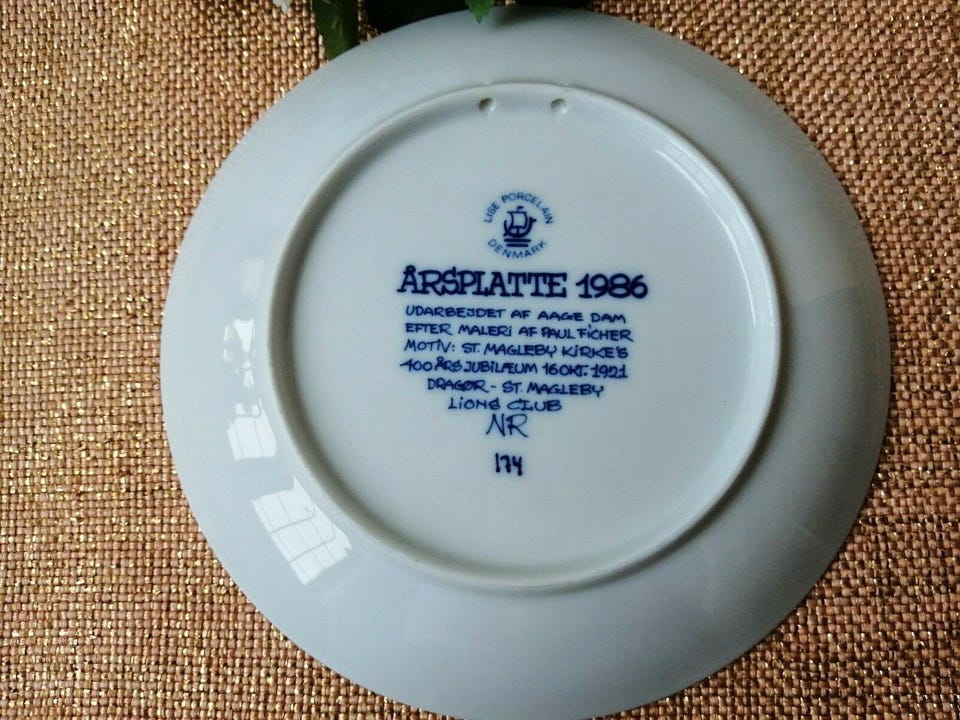 LISE PORCELAIN
DENMARK
ÅRSPLATTE 1986
UDARBEJDET AF AAGE DAM
EFTER MALERi AF PAUL FiCHER
MOTiV: ST. MAGLEBY KiRKE'S
400 ÅRS JUBILÆUM 16 OKT. 1921
DRAGØR - ST. MAGLEBY
LiONS CLUB
NR
174